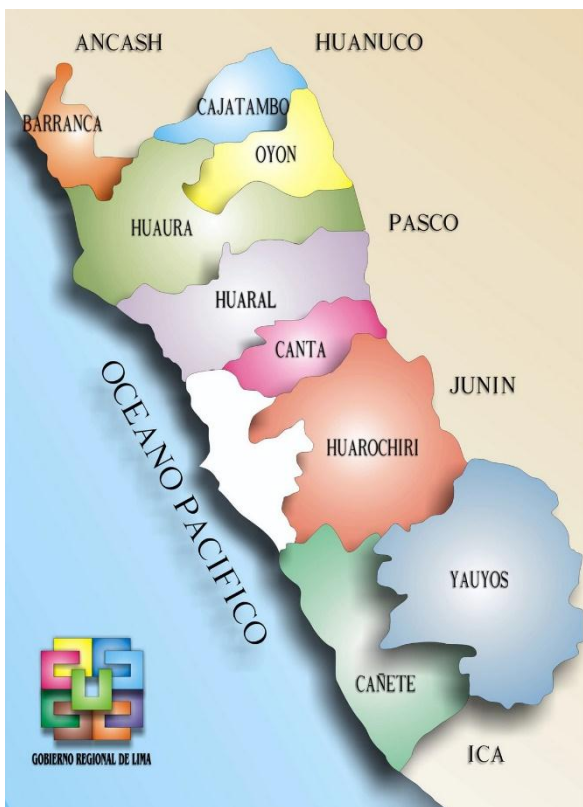 ANCASH
HUANUCO
CAJATAMBO
BARRANCA
OYON
HUAURA
PASCO
HUARAL
CANTA
JUNIN
OCEANO PACIFICO
HUAROCHIRI
YAUYOS
CAÑETE
ICA
GOBIERNO REGIONAL DE LIMA